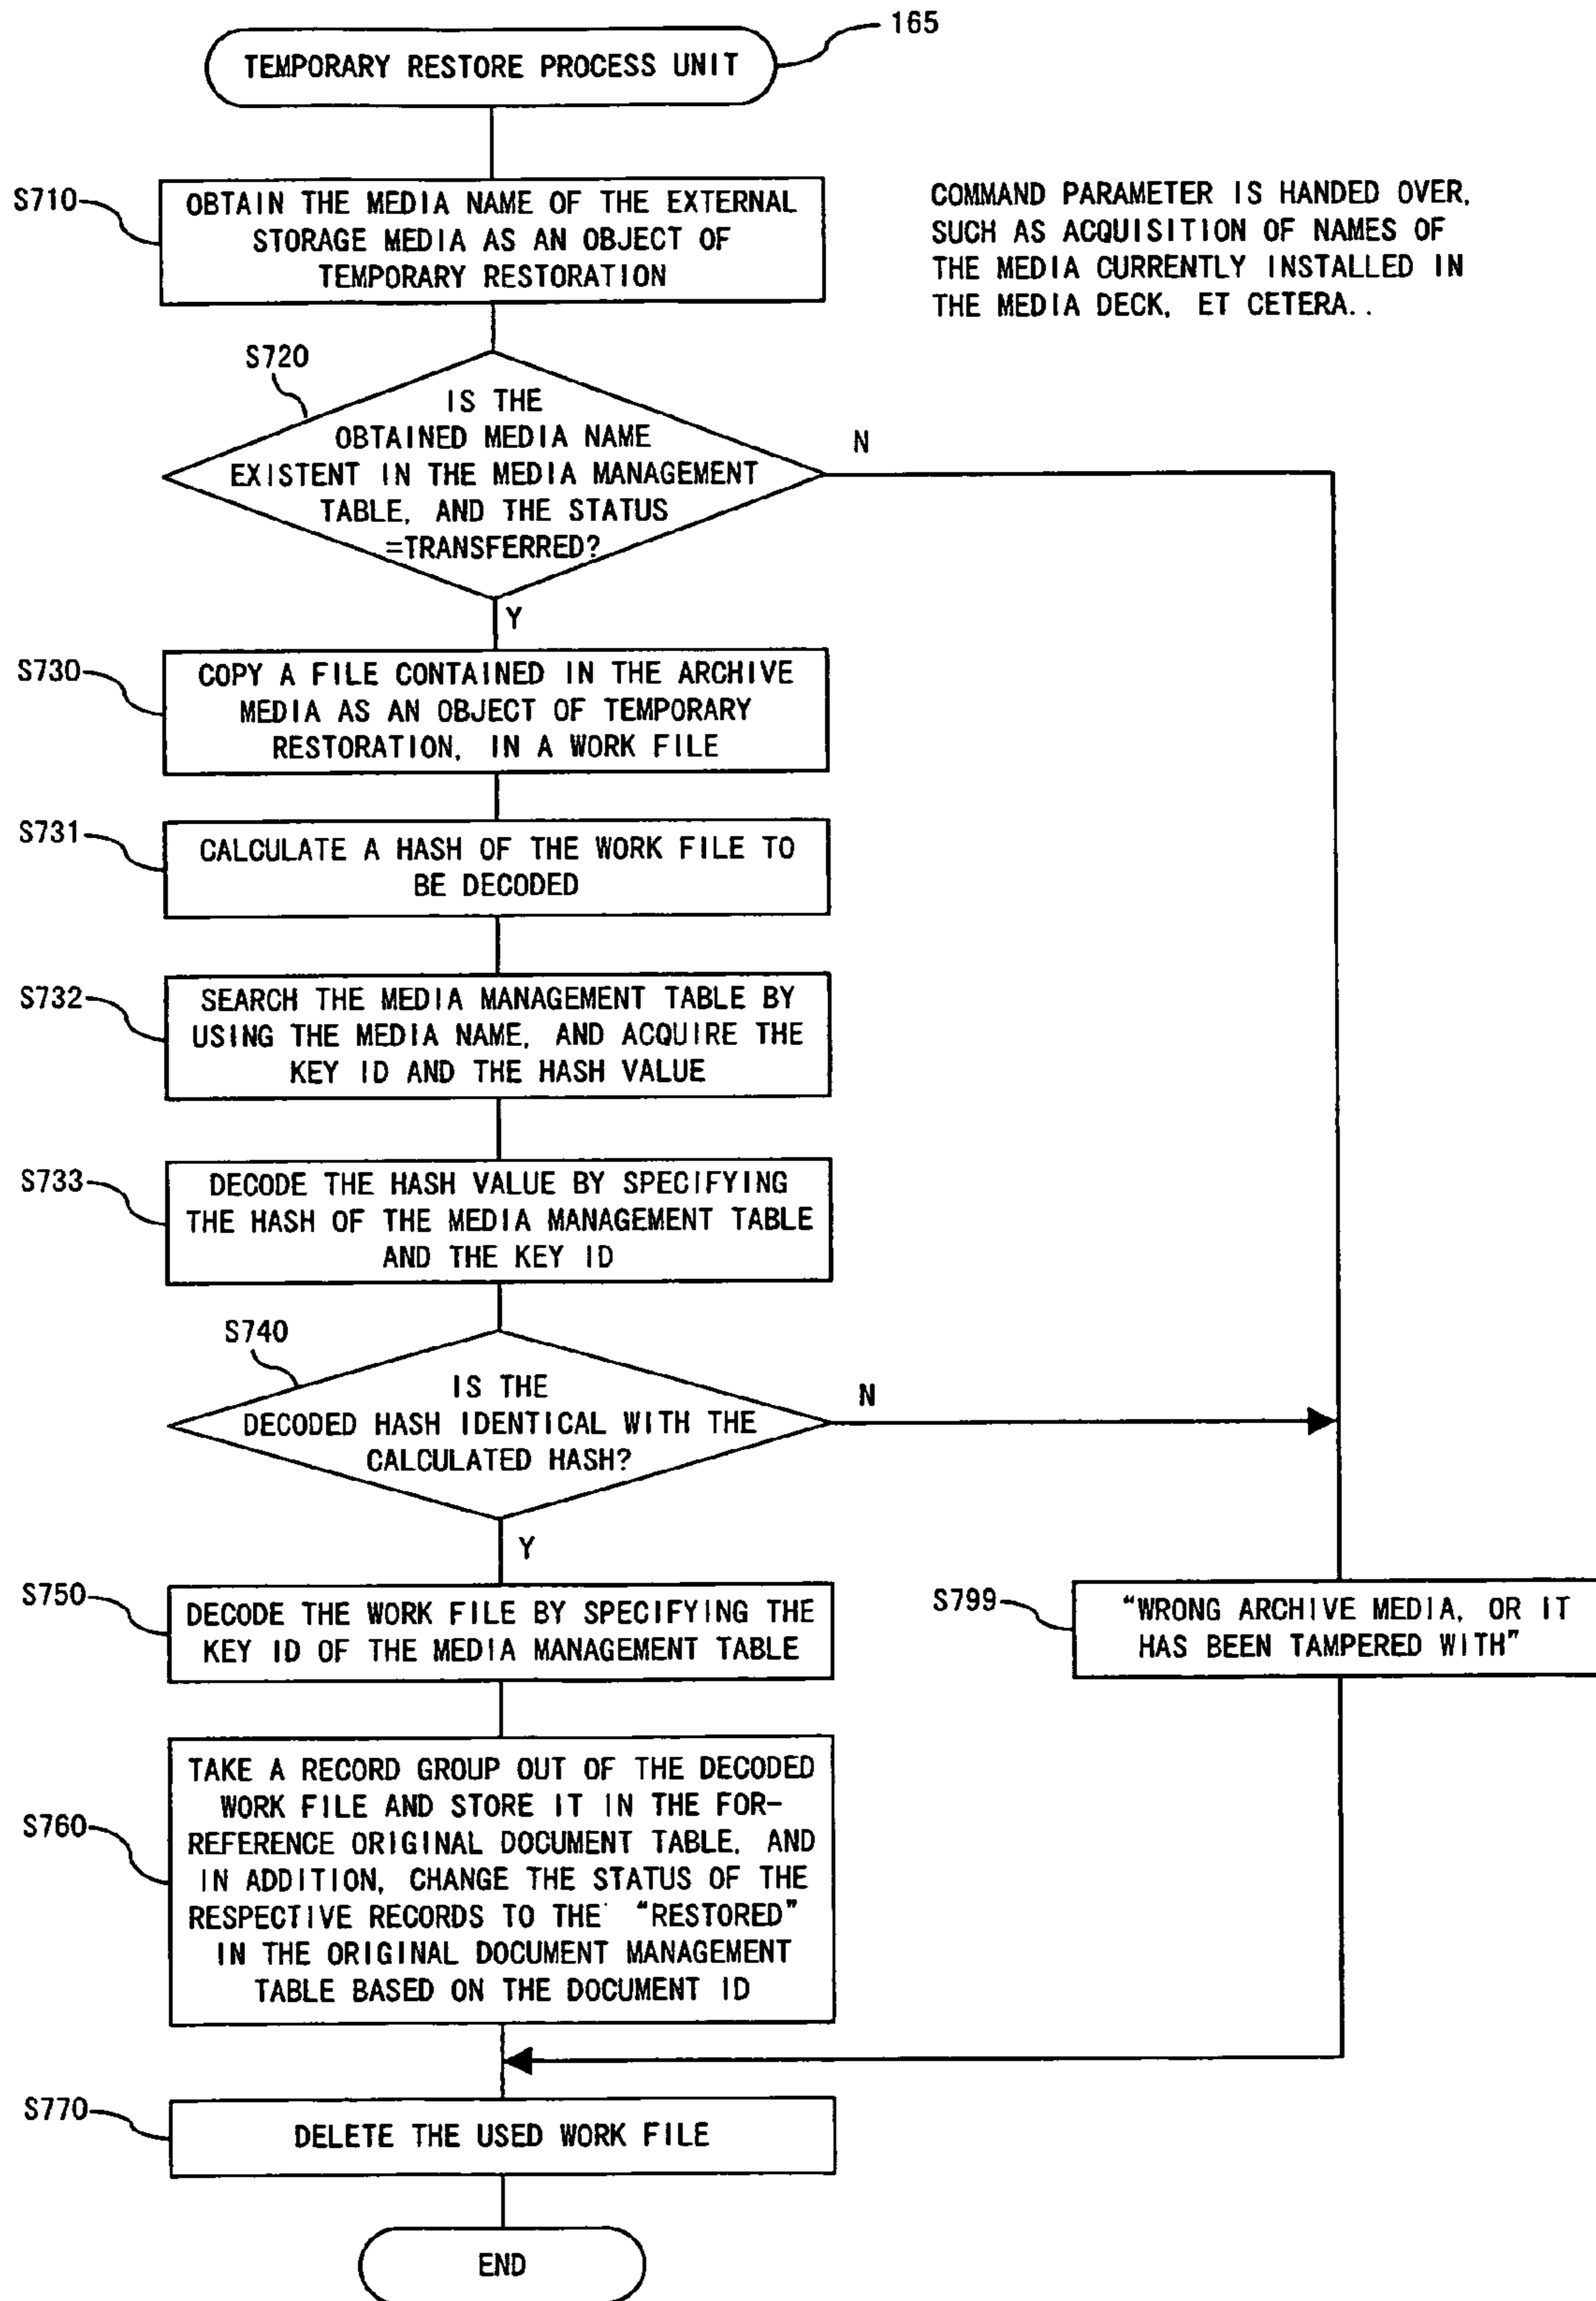 165
TEMPORARY RESTORE PROCESS UNIT
S710
OBTAIN THE MEDIA NAME OF THE EXTERNAL
STORAGE MEDIA AS AN OBJECT OF
TEMPORARY RESTORATION
COMMAND PARAMETER IS HANDED OVER,
SUCH AS ACQUISITION OF NAMES OF
THE MEDIA CURRENTLY INSTALLED IN
THE MEDIA DECK, ET CETERA..
S720
IS THE
OBTAINED MEDIA NAME
EXISTENT IN THE MEDIA MANAGEMENT
TABLE, AND THE STATUS
=TRANSFERRED?
N
Y
S730
COPY A FILE CONTAINED IN THE ARCHIVE
MEDIA AS AN OBJECT OF TEMPORARY
RESTORATION, IN A WORK FILE
S731
CALCULATE A HASH OF THE WORK FILE TO
BE DECODED
S732
SEARCH THE MEDIA MANAGEMENT TABLE BY
USING THE MEDIA NAME, AND ACQUIRE THE
KEY ID AND THE HASH VALUE
S733
DECODE THE HASH VALUE BY SPECIFYING
THE HASH OF THE MEDIA MANAGEMENT TABLE
AND THE KEY ID
S740
IS THE
DECODED HASH IDENTICAL WITH THE
CALCULATED HASH?
N
Y
S750
DECODE THE WORK FILE BY SPECIFYING THE
KEY ID OF THE MEDIA MANAGEMENT TABLE
S799
“WRONG ARCHIVE MEDIA, OR IT
HAS BEEN TAMPERED WITH”
S760
TAKE A RECORD GROUP OUT OF THE DECODED
WORK FILE AND STORE IT IN THE FOR-
REFERENCE ORIGINAL DOCUMENT TABLE, AND
IN ADDITION, CHANGE THE STATUS OF THE
RESPECTIVE RECORDS TO THE “RESTORED”
IN THE ORIGINAL DOCUMENT MANAGEMENT
TABLE BASED ON THE DOCUMENT ID
S770
DELETE THE USED WORK FILE
END